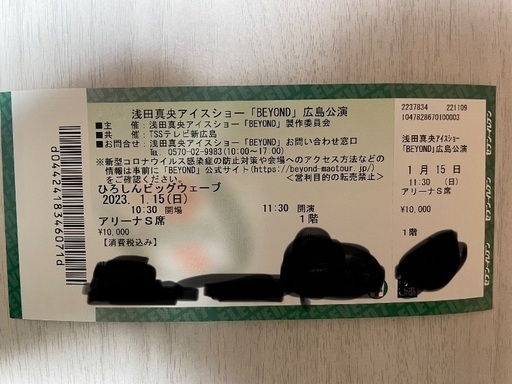 浅田真央アイスショー「BEYOND」広島公演
■主　　催：浅田真央アイスショー「BEYOND」製作委員会
■共　　催：TSSテレビ新広島
■お問合せ：浅田真央アイスショー「BEYOND」お問い合わせ窓口
TEL 0570-02-9983(10:00～17:00)
※新型コロナウイルス感染症の防止対策や会場へのアクセス方法などの
情報は事前に「BEYOND」公式サイト(https://beyond-maotour.jp/)
をご確認ください。　＜営利目的の転売禁止＞
ひろしんビッグウェーブ
2023. 1.15(日)
10:30 開場　11:30 開演
アリーナS席　1階
¥10,000
【消費税込み】
d044241834607​1d
2237834　221109
1047828670100003
浅田真央アイスショー
「BEYOND」広島公演
1月15日
11:30 (日)
アリーナS席
¥10,000
1階